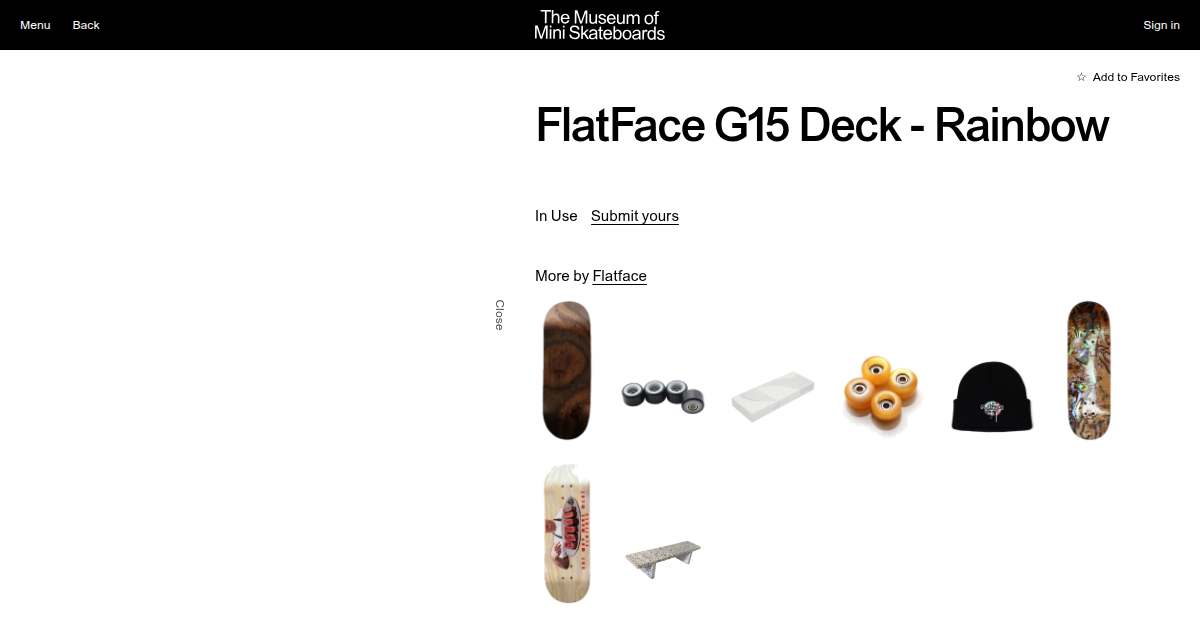 Menu
Back
The Museum of
Mini Skateboards
Sign in
☆ Add to Favorites
FlatFace G15 Deck - Rainbow
In Use
Submit yours
More by Flatface
Close